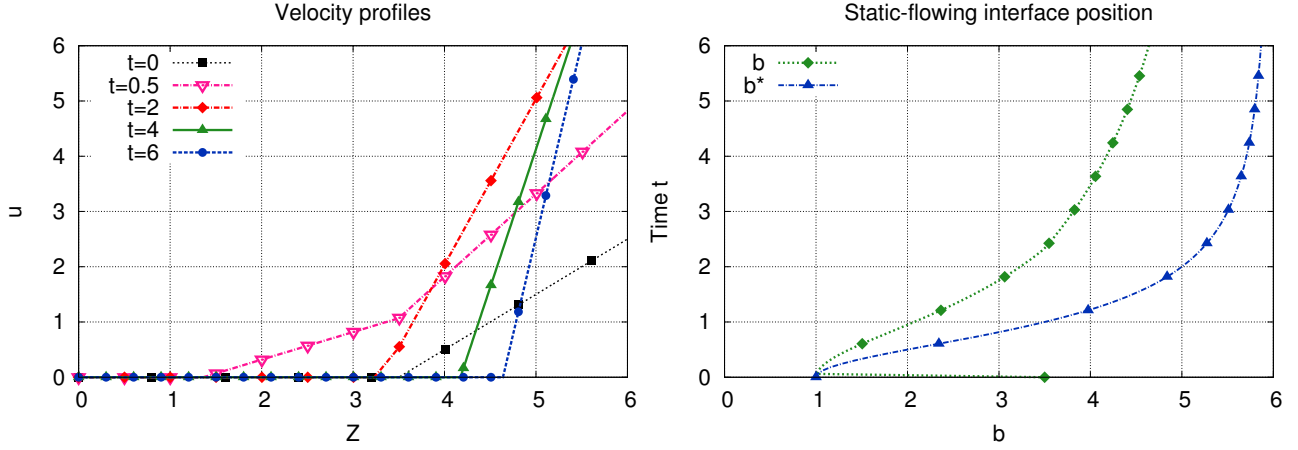 Velocity profiles
6
5
4
3
2
1
0
u
t=0
t=0.5
t=2
t=4
t=6
0 1 2 3 4 5 6
Z
Static-flowing interface position
6
5
4
3
2
1
0
Time t
b
b*
0 1 2 3 4 5 6
b